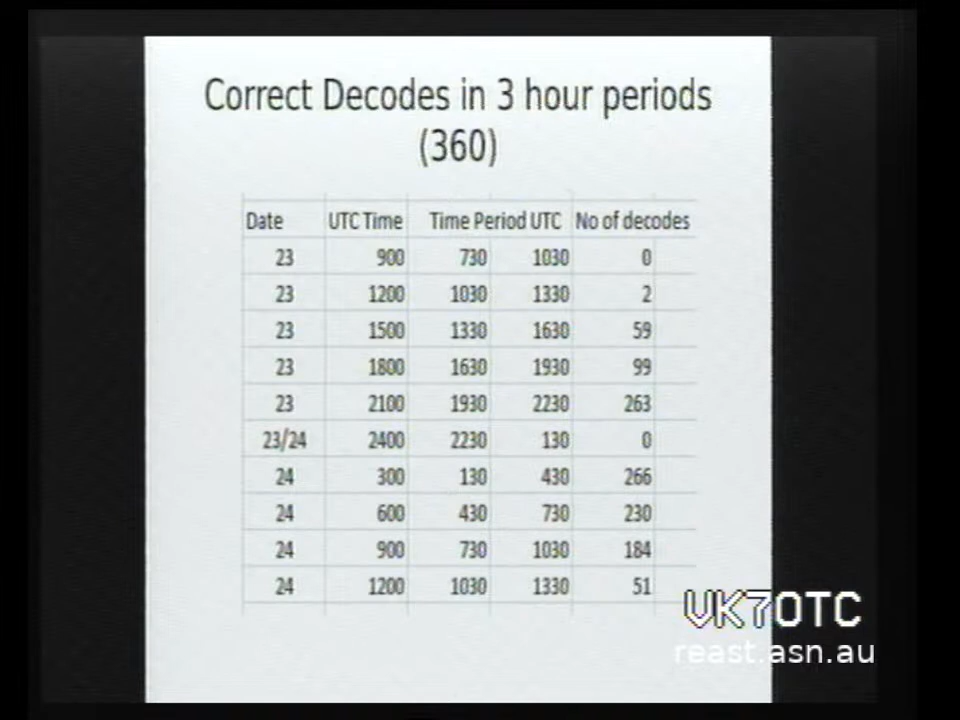 Correct Decodes in 3 hour periods
(360)
Date UTC Time Time Period UTC No of decodes
23 900 730 1030 0
23 1200 1030 1330 2
23 1500 1330 1630 59
23 1800 1630 1930 99
23 2100 1930 2230 263
23/24 2400 2230 130 0
24 300 130 430 266
24 600 430 730 230
24 900 730 1030 184
24 1200 1030 1330 51
VK7OTC
reast.asn.au